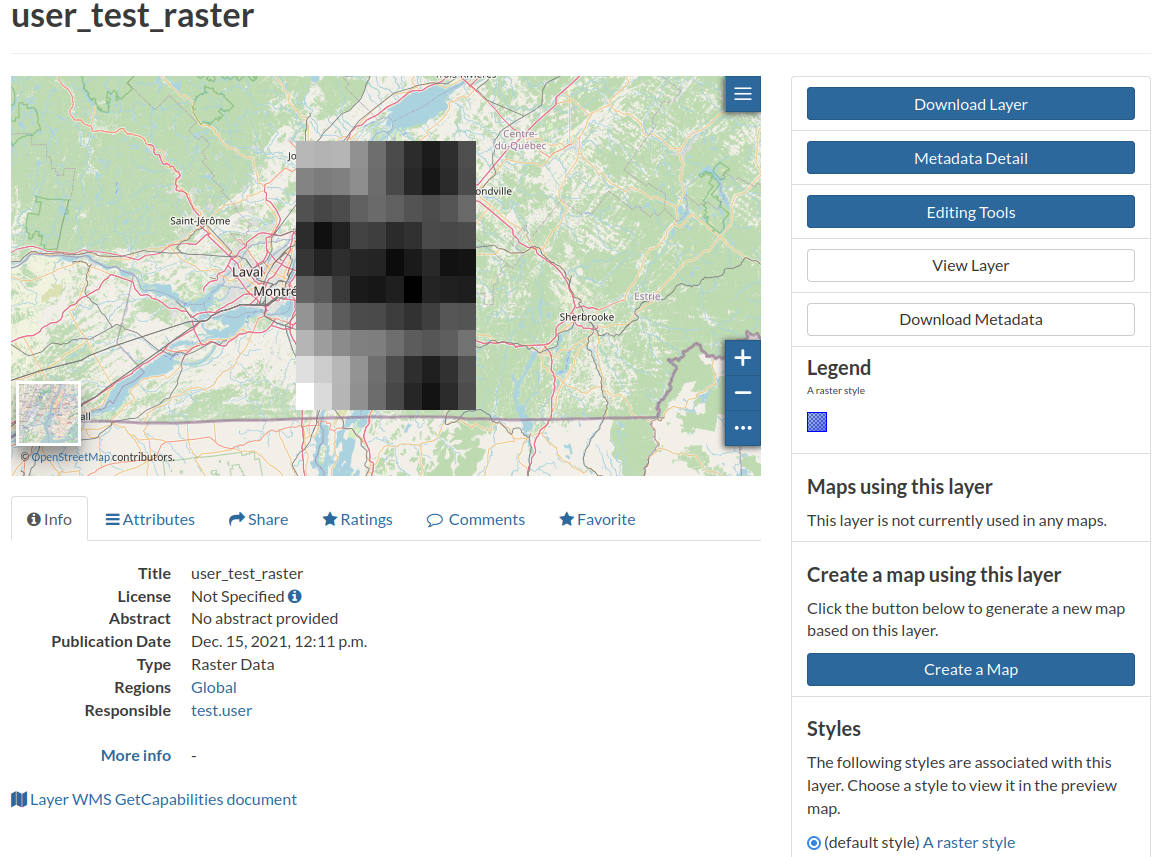 user_test_raster
Centre-
du-Québec
Saint-Jérôme
Laval
Sherbrooke
Estrie
© OpenStreetMap contributors.
Info
Attributes
Share
Ratings
Comments
Favorite
Title user_test_raster
License Not Specified
Abstract No abstract provided
Publication Date Dec. 15, 2021, 12:11 p.m.
Type Raster Data
Regions Global
Responsible test.user
More info -
Layer WMS GetCapabilities document
Download Layer
Metadata Detail
Editing Tools
View Layer
Download Metadata
Legend
A raster style
Maps using this layer
This layer is not currently used in any maps.
Create a map using this layer
Click the button below to generate a new map
based on this layer.
Create a Map
Styles
The following styles are associated with this
layer. Choose a style to view it in the preview
map.
(default style) A raster style